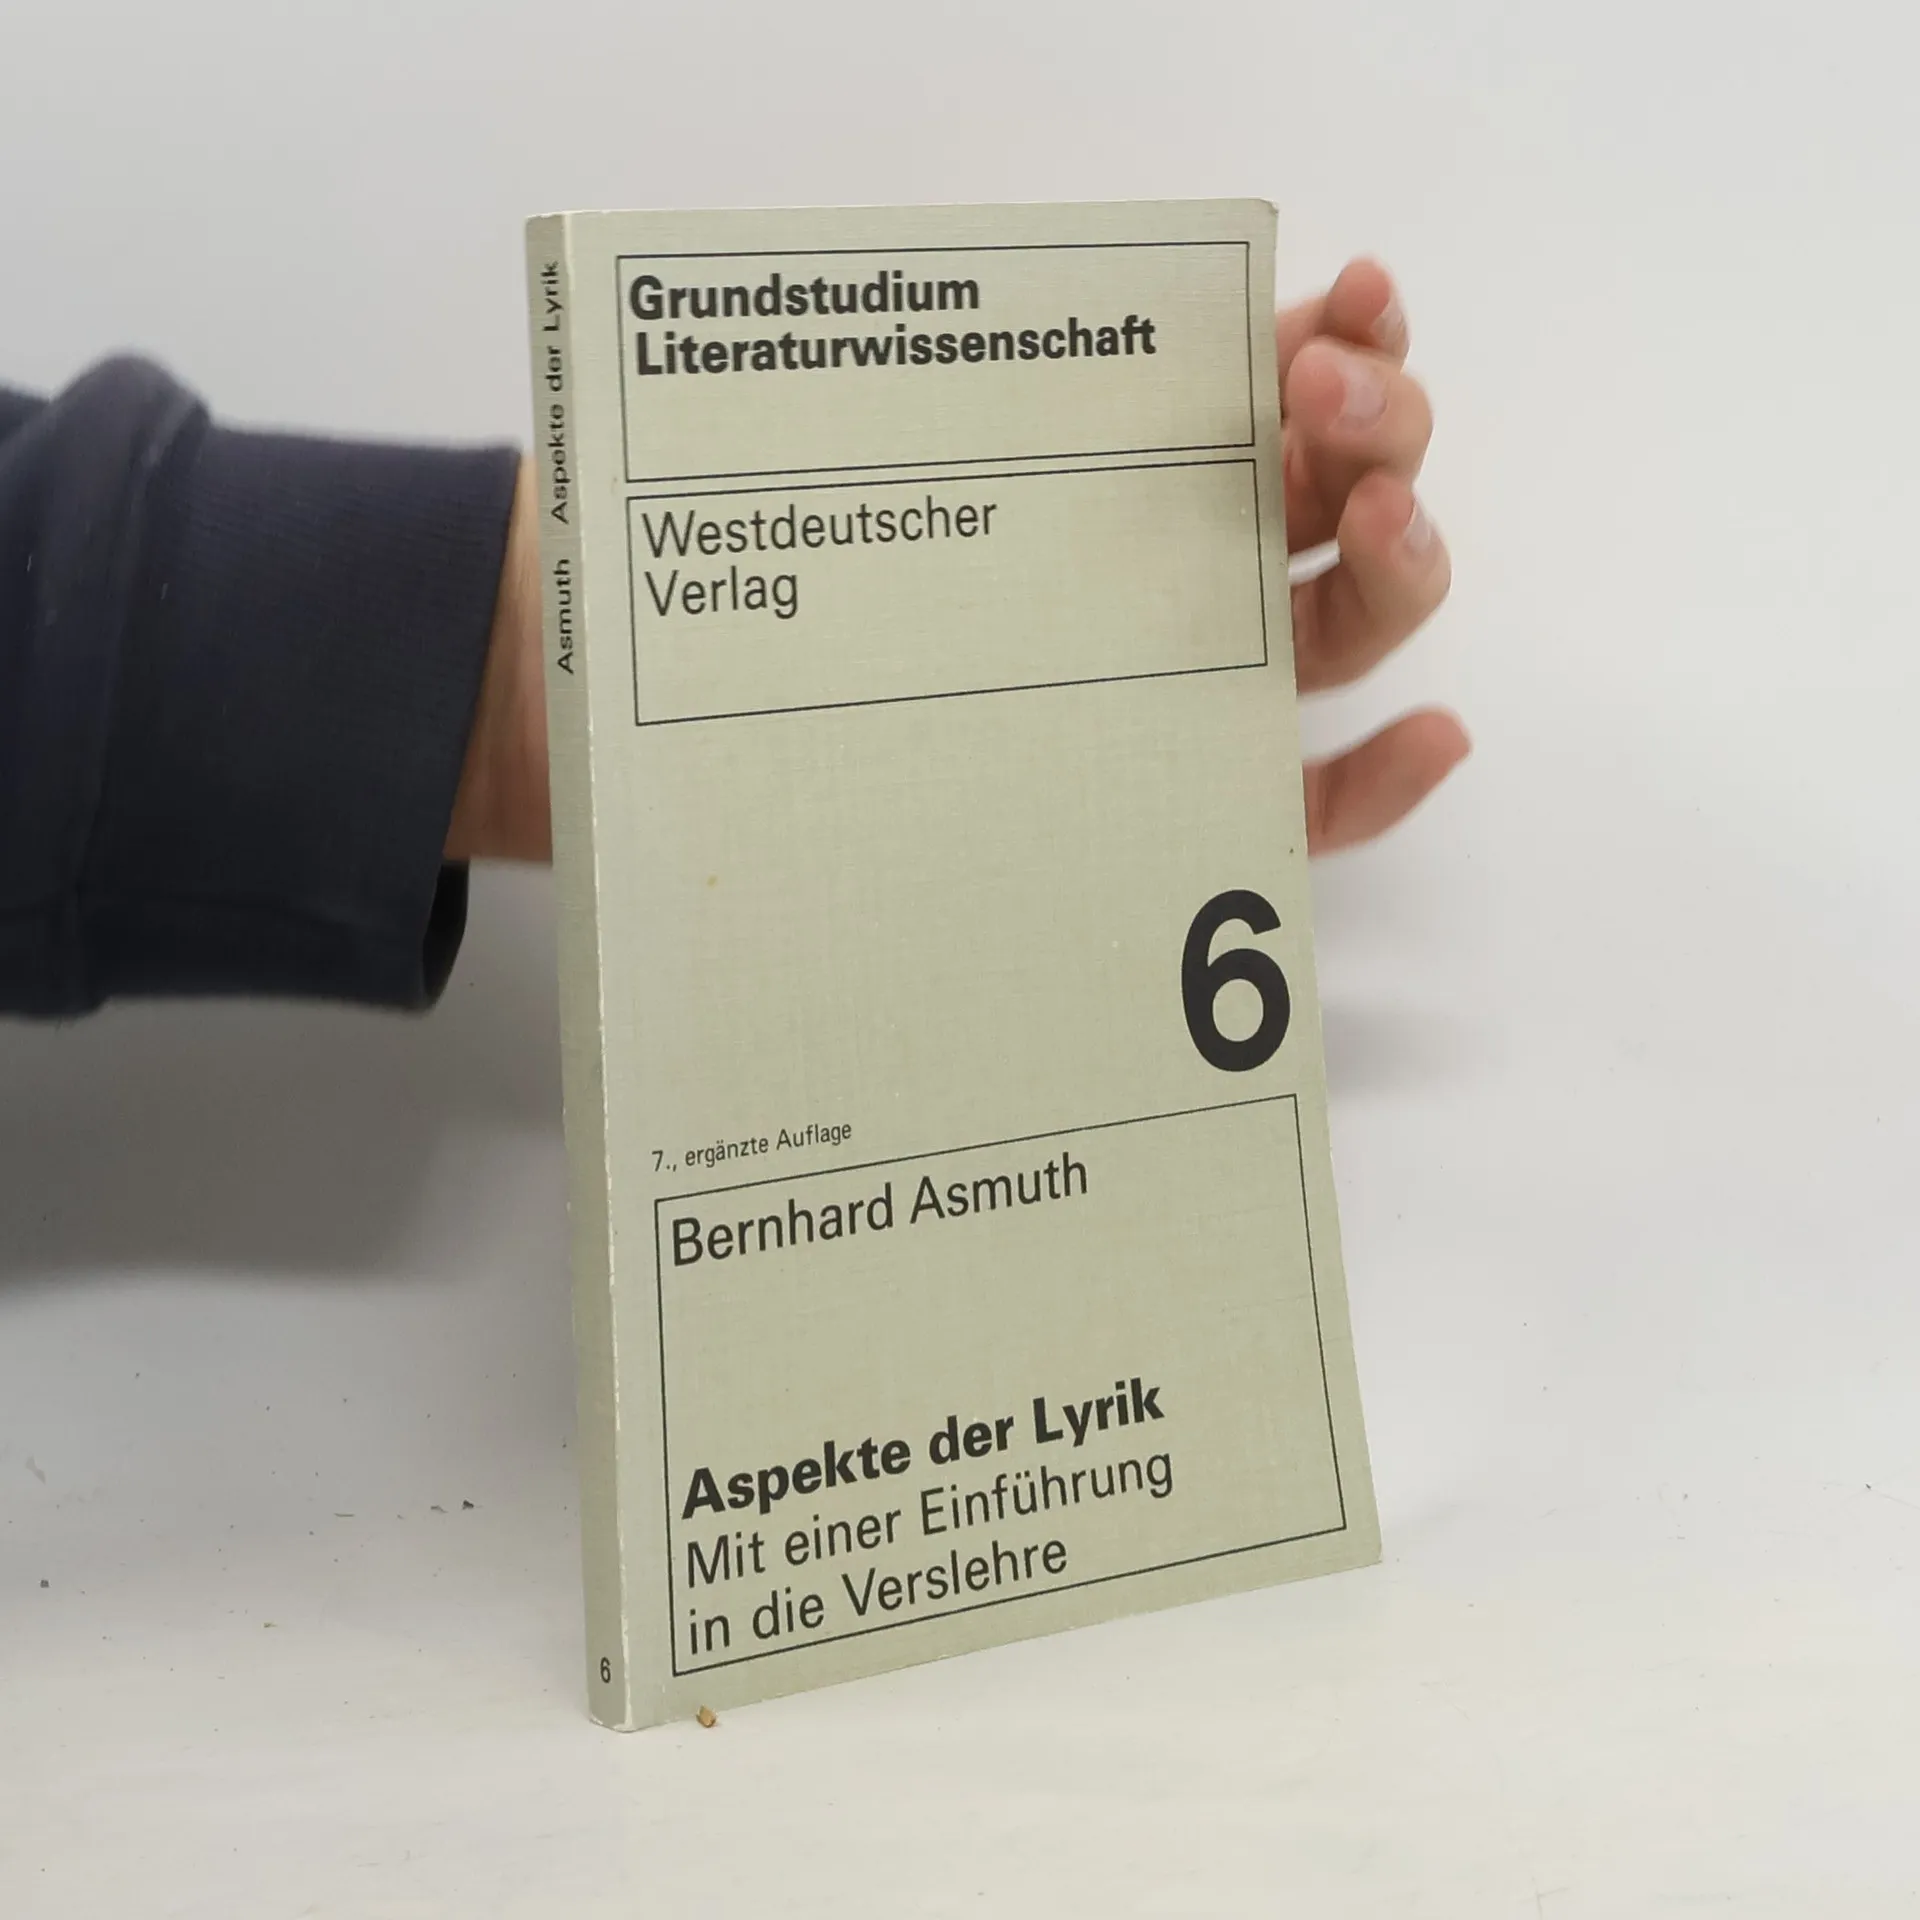 Grundstudium
Literaturwissenschaft
Westdeutscher
Verlag
6
7., ergänzte Auflage
Bernhard Asmuth
Aspekte der Lyrik
Mit einer Einführung
in die Verslehre
Asmuth Aspekte der Lyrik
6